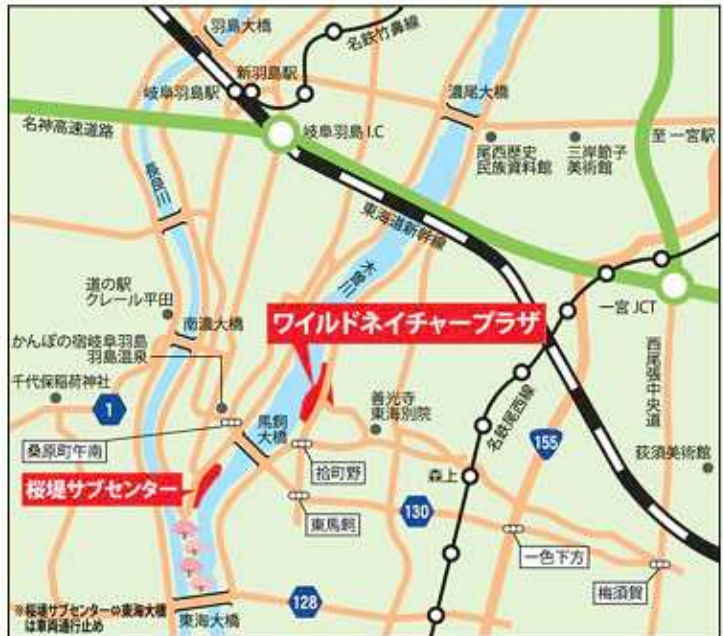 羽島大橋
名鉄竹鼻線
新羽島駅
岐阜羽島駅
濃尾大橋
名神高速道路
岐阜羽島I.C
尾西歴史
民族資料館
三岸節子
美術館
至 一宮駅
長良川
東海道新幹線
木曽川
道の駅
クレール平田
南濃大橋
一宮JCT
ワイルドネイチャープラザ
かんぽの宿岐阜羽島
羽島温泉
西尾張中央道
千代保稲荷神社
1
馬飼
大橋
善光寺
東海別院
名鉄尾西線
155
桑原町午南
拾町野
荻須美術館
桜堤サブセンター
森上
東馬飼
130
一色下方
梅須賀
128
※桜堤サブセンター⇔東海大橋
は車両通行止め
東海大橋